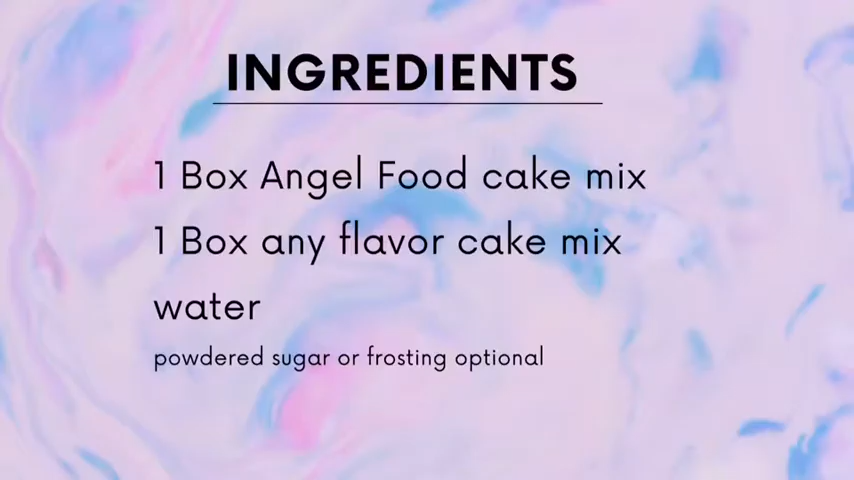 INGREDIENTS
1 Box Angel Food cake mix
1 Box any flavor cake mix
water
powdered sugar or frosting optional